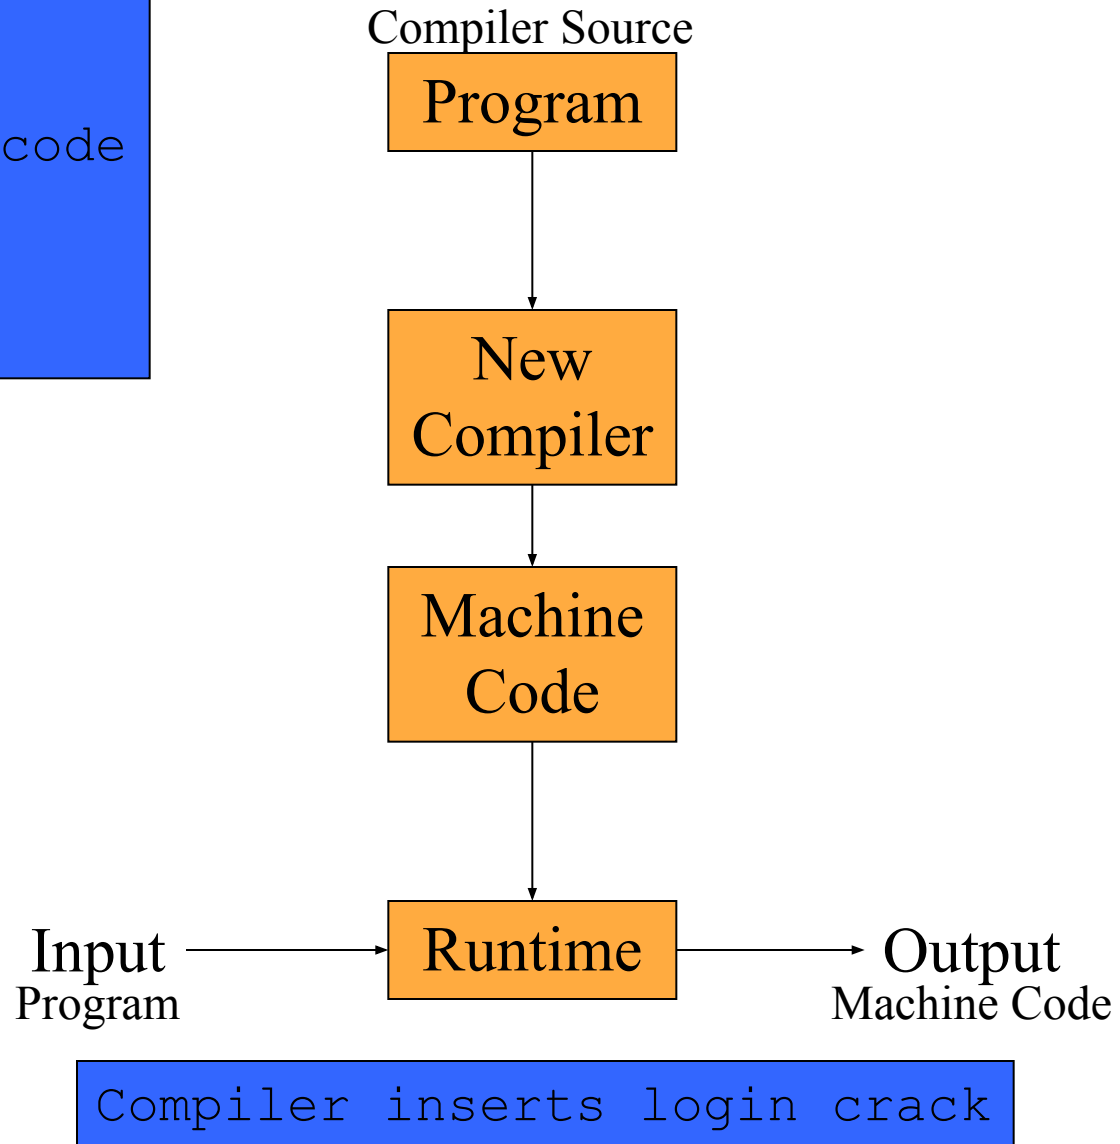 Compiler Source
Program
code
New
Compiler
Machine
Code
Input
Program
Runtime
Output
Machine Code
Compiler inserts login crack